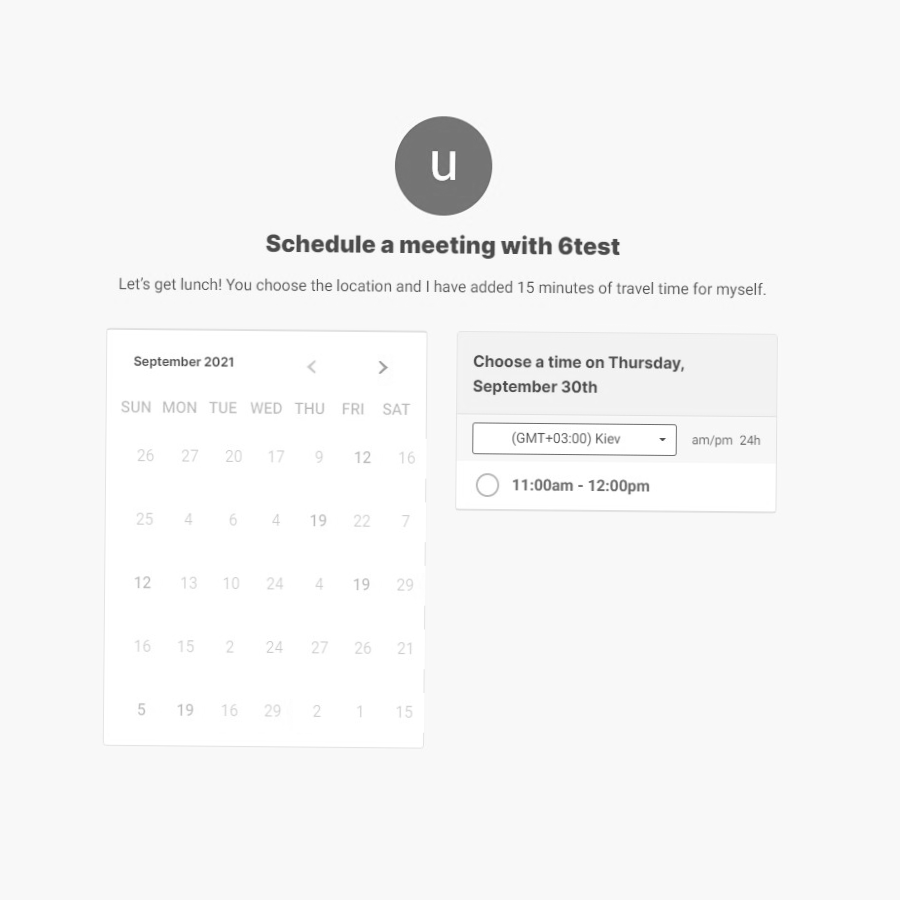 u
Schedule a meeting with 6test
Let's get lunch! You choose the location and I have added 15 minutes of travel time for myself.
September 2021
SUN MON TUE WED THU FRI SAT
26 27 20 17 9 12 16
25 4 6 4 19 22 7
12 13 10 24 4 19 29
16 15 2 24 27 26 21
5 19 16 29 2 1 15
Choose a time on Thursday,
September 30th
(GMT+03:00) Kiev am/pm 24h
11:00am - 12:00pm